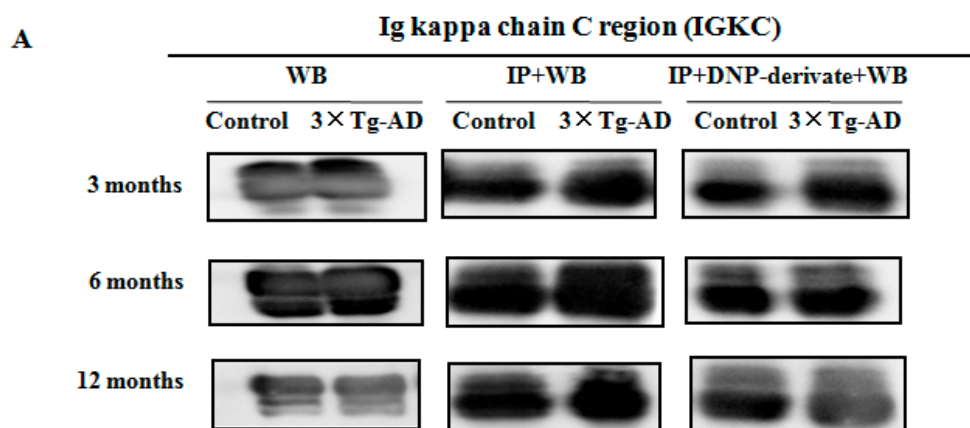 A
Ig kappa chain C region (IGKC)
WB IP+WB IP+DNP-derivate+WB
Control 3×Tg-AD Control 3×Tg-AD Control 3×Tg-AD
3 months
6 months
12 months